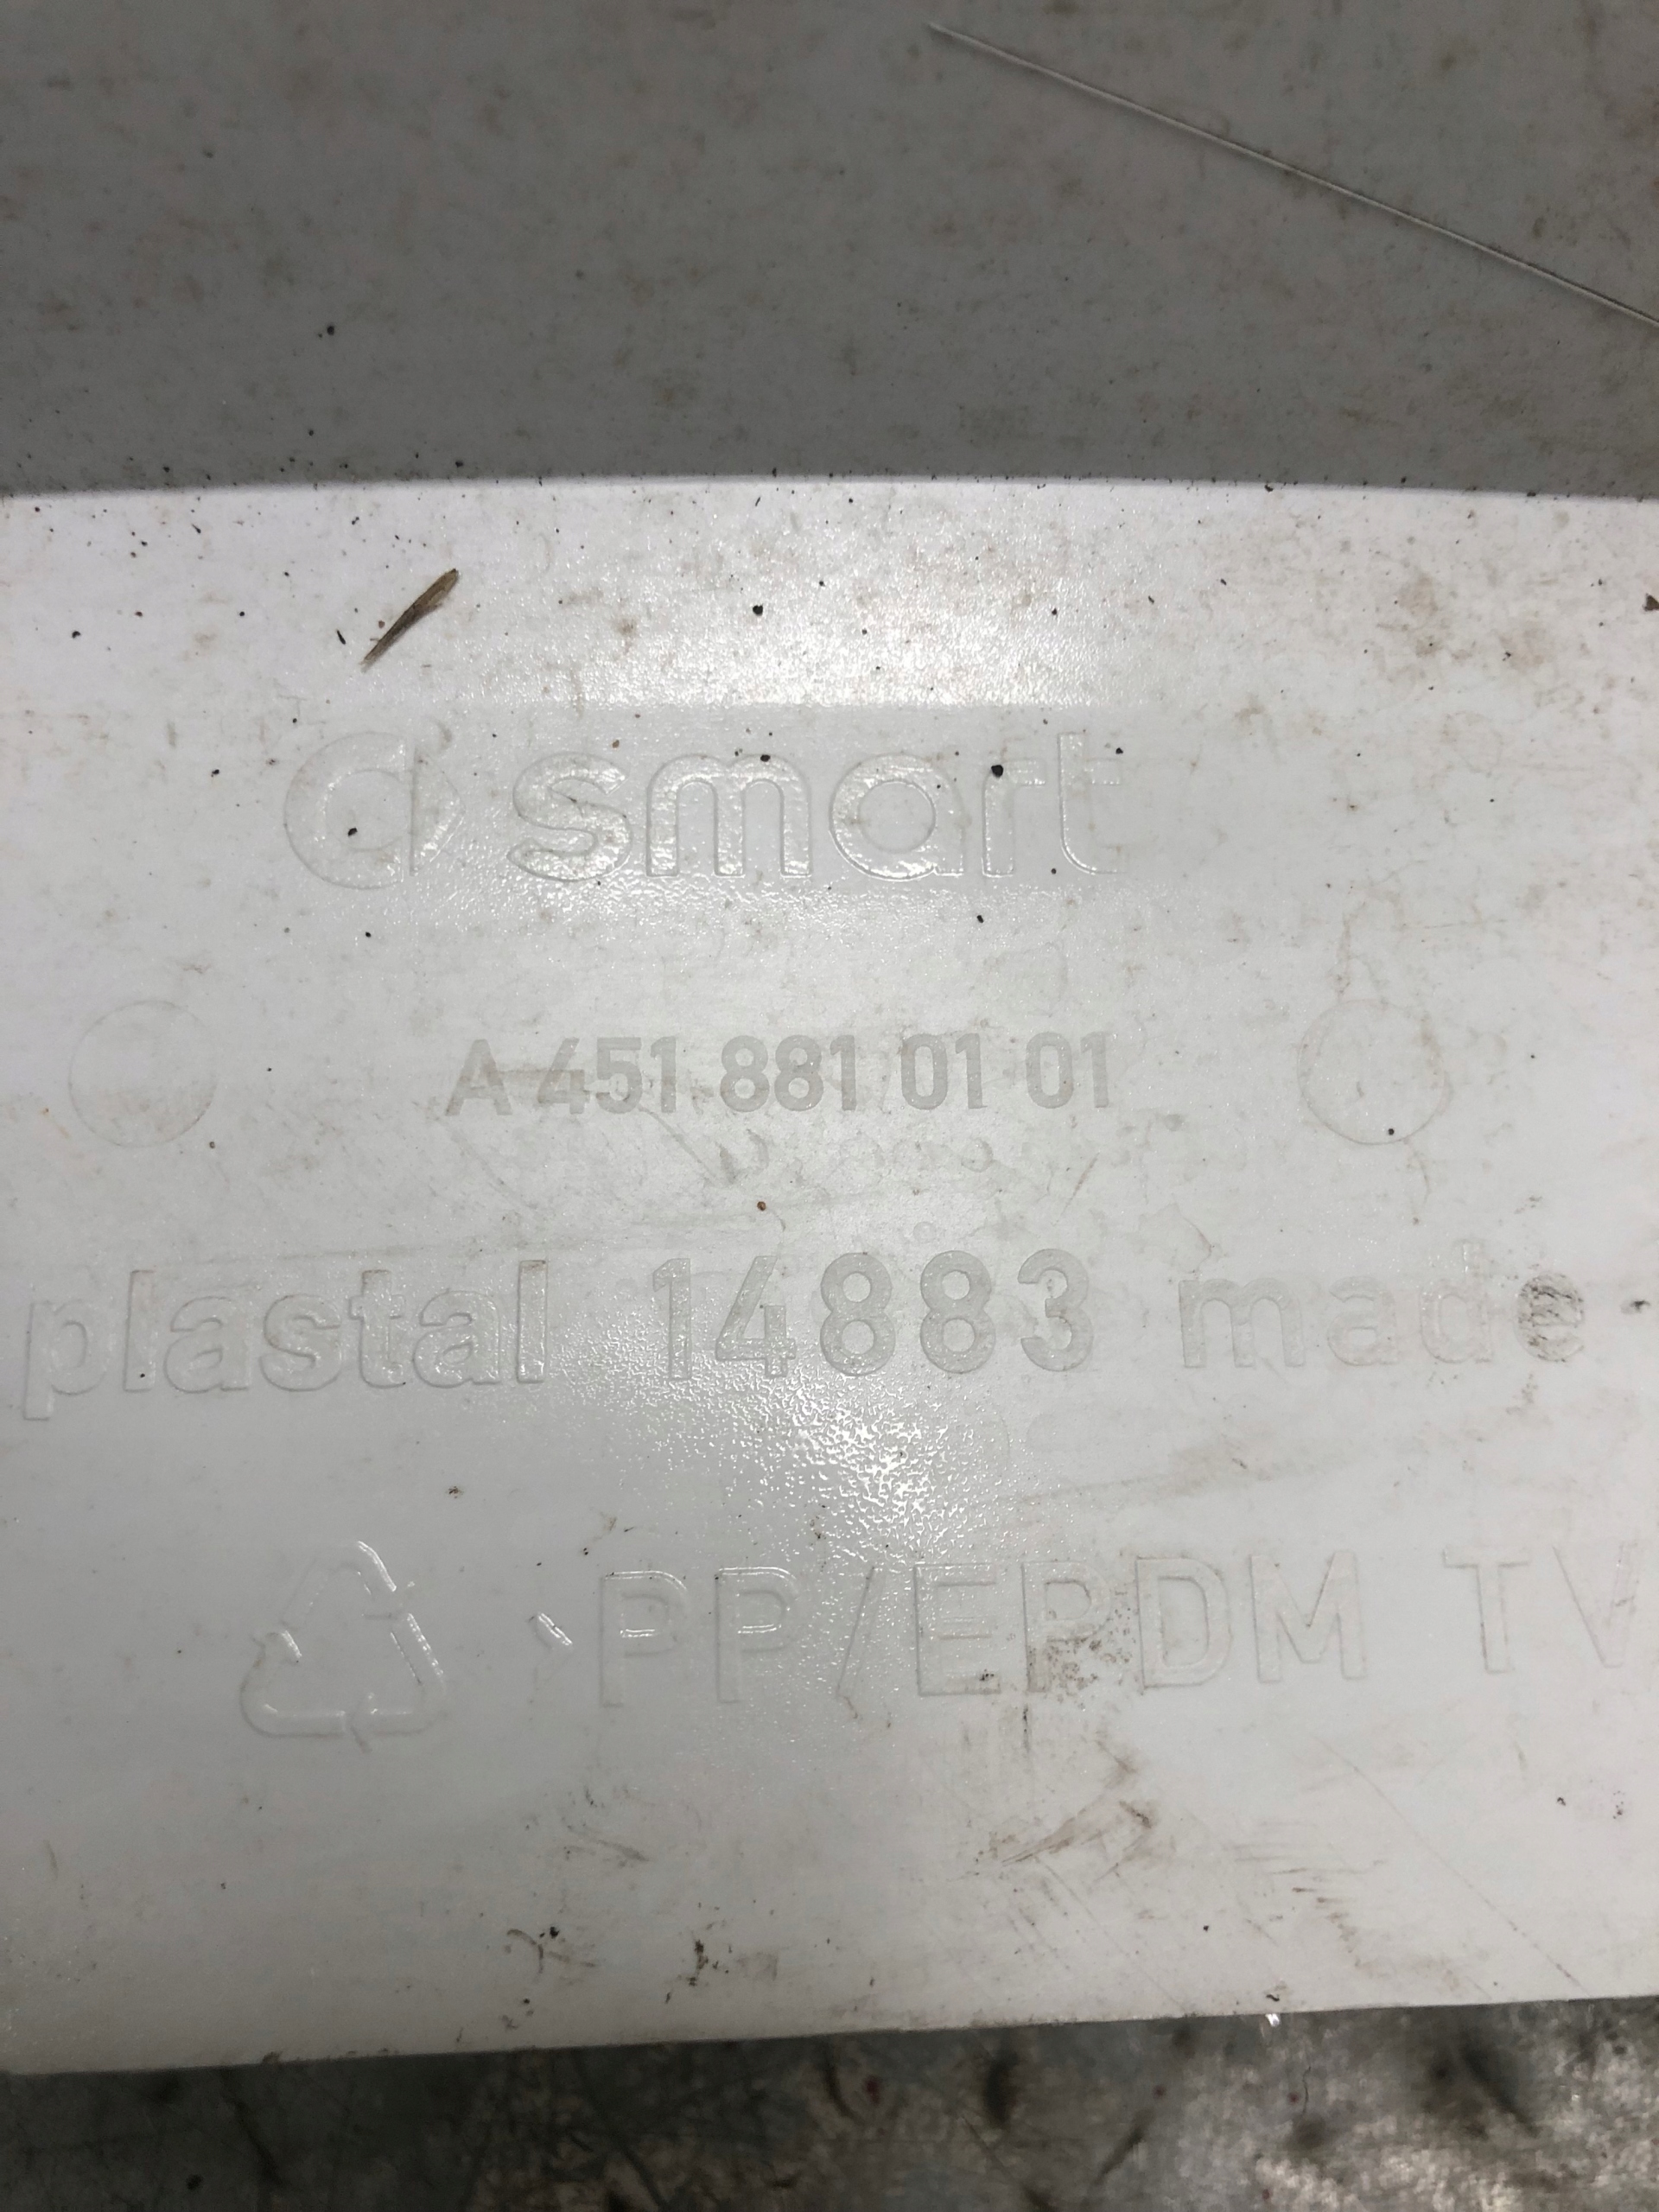 smart
A 451 881 01 01
plastal 14883 made
PP/EPDM TV